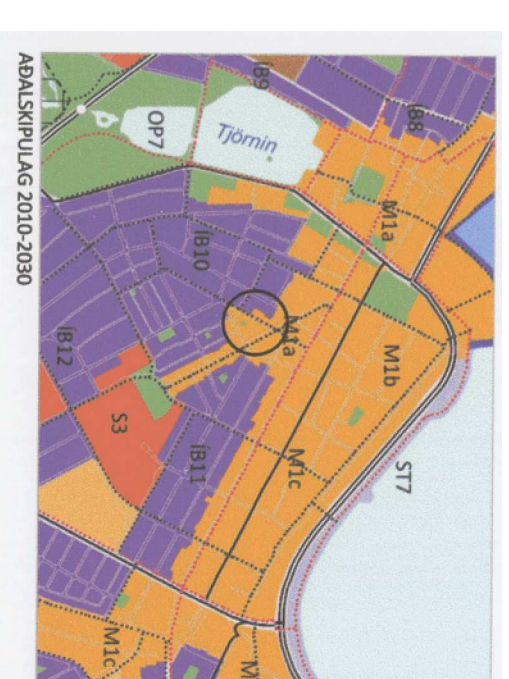 AÐALSKIPULAG 2010-2030
ÍB9
ÍB8
OP7
Tjörnin
M1a
ÍB10
M1a
M1b
ÍB12
S3
ÍB11
M1c
ST7
M1c
M